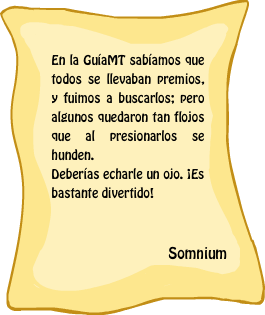 En la GuíaMT sabíamos que
todos se llevaban premios,
y fuimos a buscarlos; pero
algunos quedaron tan flojos
que al presionarlos se
hunden.
Deberías echarle un ojo. ¡Es
bastante divertido!
Somnium